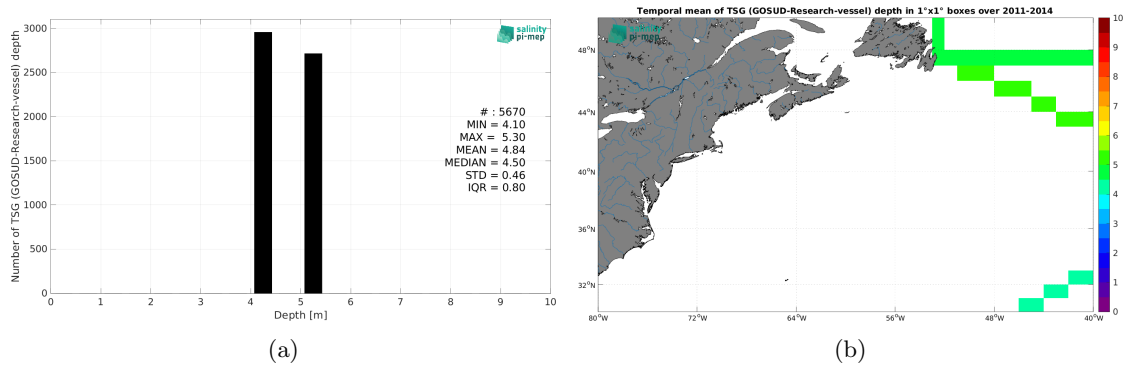 Number of TSG (GOSUD-Research-vessel) depth
3000
2500
2000
1500
1000
500
0
salinity
pi-mep
# : 5670
MIN = 4.10
MAX = 5.30
MEAN = 4.84
MEDIAN = 4.50
STD = 0.46
IQR = 0.80
0 1 2 3 4 5 6 7 8 9 10
Depth [m]
(a)
Temporal mean of TSG (GOSUD-Research-vessel) depth in 1°x1° boxes over 2011-2014
salinity
pi-mep
48°N
44°N
40°N
36°N
32°N
80°W 72°W 64°W 56°W 48°W 40°W
10
9
8
7
6
5
4
3
2
1
0
(b)